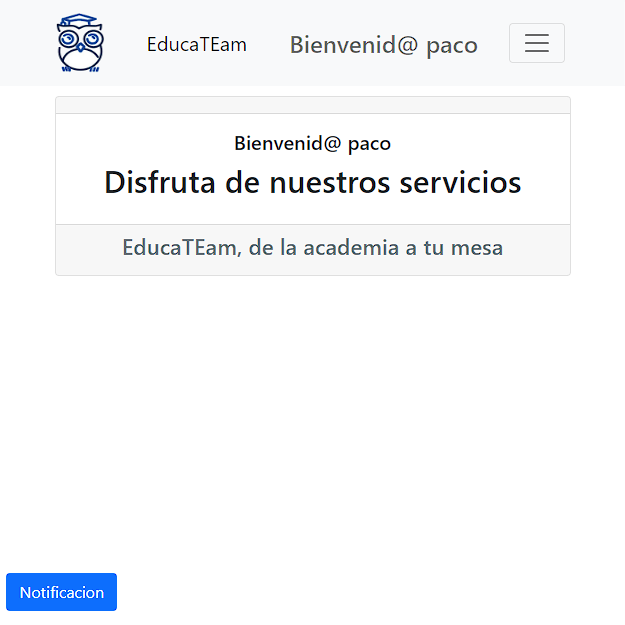 EducaTEam Bienvenid@ paco
Bienvenid@ paco
Disfruta de nuestros servicios
EducaTEam, de la academia a tu mesa
Notificacion